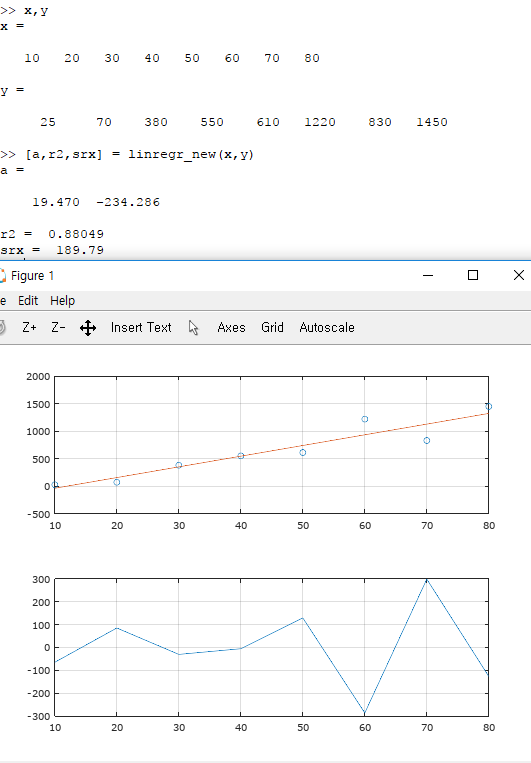 >> x,y
x =
10 20 30 40 50 60 70 80
y =
25 70 380 550 610 1220 830 1450
>> [a,r2,srx] = linregr_new(x,y)
a =
19.470 -234.286
r2 = 0.88049
srx = 189.79
Figure 1
e Edit Help
Z+ Z- Insert Text Axes Grid Autoscale
2000
1500
1000
500
0
-500
10 20 30 40 50 60 70 80
300
200
100
0
-100
-200
-300
10 20 30 40 50 60 70 80